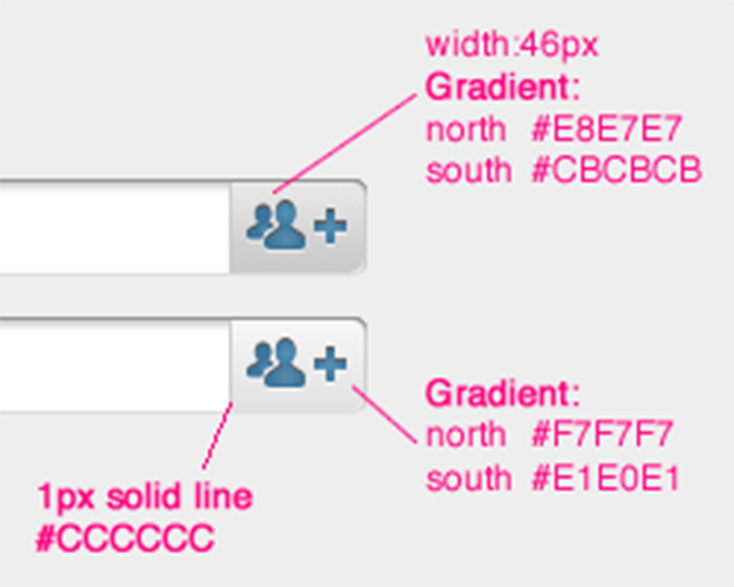 width:46px
Gradient:
north #E8E7E7
south #CBCBCB
Gradient:
north #F7F7F7
south #E1E0E1
1px solid line
#CCCCCC